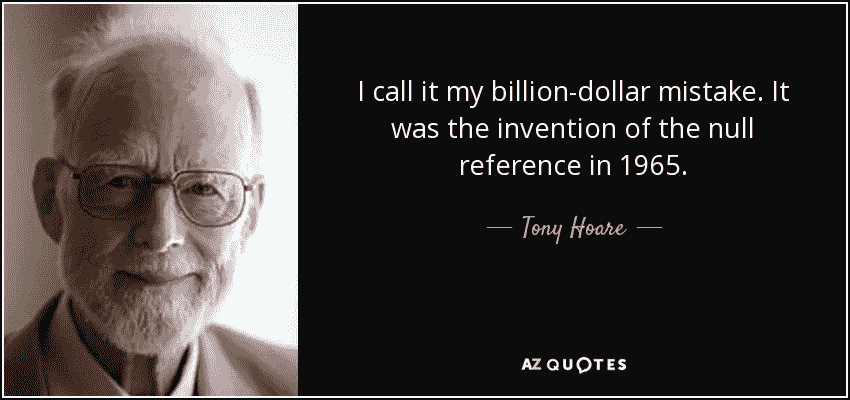 I call it my billion-dollar mistake. It
was the invention of the null
reference in 1965.
Tony Hoare
AZ QUOTES